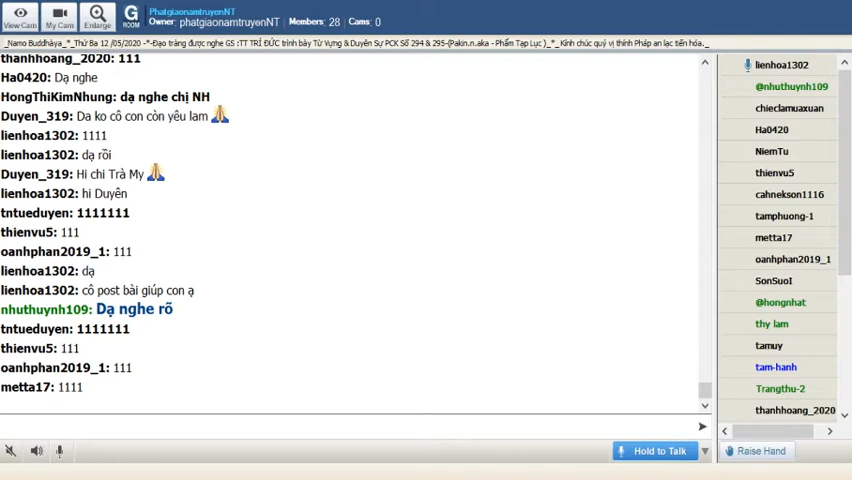 View Cam
My Cam
Enlarge
G
ROOM
PhatgiaonamtruyenNT
Owner: phatgiaonamtruyenNT Members: 28 Cams: 0
_Namo Buddhàya_*_Thứ Ba 12 /05/2020 -*-Đạo tràng được nghe GS :TT TRÍ ĐỨC trình bày Từ Vựng & Duyên Sự PCK Số 294 & 295-(Pakin.n.aka - Phẩm Tạp Lục )_*_Kính chúc quý vị thính Pháp an lạc tiến hóa._
thanhhoang_2020: 111
Ha0420: Dạ nghe
HongThiKimNhung: dạ nghe chị NH
Duyen_319: Da ko cô con còn yêu lam
lienhoa1302: 1111
lienhoa1302: dạ rồi
Duyen_319: Hi chi Trà My
lienhoa1302: hi Duyên
tntueduyen: 1111111
thienvu5: 111
oanhphan2019_1: 111
lienhoa1302: dạ
lienhoa1302: cô post bài giúp con ạ
nhuthuynh109: Dạ nghe rõ
tntueduyen: 1111111
thienvu5: 111
oanhphan2019_1: 111
metta17: 1111
lienhoa1302
@nhuthuynh109
chieclamuaxuan
Ha0420
NiemTu
thienvu5
cahnekson1116
tamphuong-1
metta17
oanhphan2019_1
SonSuoI
@hongnhat
thy lam
tamuy
tam-hanh
Trangthu-2
thanhhoang_2020
Hold to Talk
Raise Hand